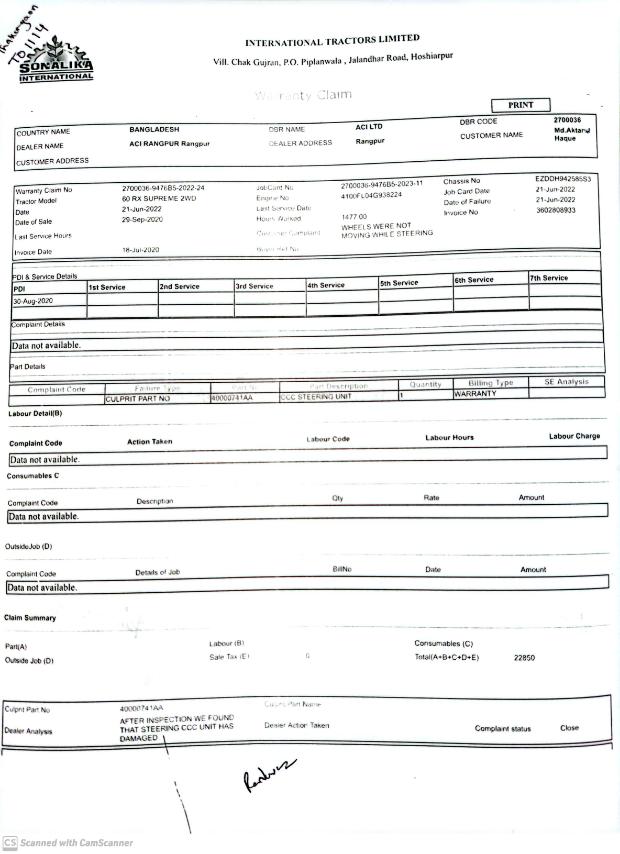 Thakurgaon
TO1114
SONALIKA
INTERNATIONAL
INTERNATIONAL TRACTORS LIMITED
Vill. Chak Gujran, P.O. Piplanwala , Jalandhar Road, Hoshiarpur
Warranty Claim
PRINT
COUNTRY NAME BANGLADESH DBR NAME ACI LTD DBR CODE 2700036
DEALER NAME ACI RANGPUR Rangpur DEALER ADDRESS Rangpur CUSTOMER NAME Md.Aktarul Haque
CUSTOMER ADDRESS
Warranty Claim No 2700036-9476B5-2022-24 JobCard No 2700036-9476B5-2023-11 Chassis No EZDDH942585S3
Tractor Model 60 RX SUPREME 2WD Engine No 4100FL04G938224 Job Card Date 21-Jun-2022
Date 21-Jun-2022 Last Service Date Date of Failure 21-Jun-2022
Date of Sale 29-Sep-2020 Hours Worked 1477.00 Invoice No 3602808933
Last Service Hours Customer Complaint WHEELS WERE NOT MOVING WHILE STEERING
Invoice Date 18-Jul-2020 Buyer Ref No
PDI & Service Details
PDI 1st Service 2nd Service 3rd Service 4th Service 5th Service 6th Service 7th Service
30-Aug-2020
Complaint Details
Data not available.
Part Details
Complaint Code Failure Type Part No Part Description Quantity Billing Type SE Analysis
CULPRIT PART NO 40000741AA CCC STEERING UNIT 1 WARRANTY
Labour Detail(B)
Complaint Code Action Taken Labour Code Labour Hours Labour Charge
Data not available.
Consumables C
Complaint Code Description Qty Rate Amount
Data not available.
OutsideJob (D)
Complaint Code Details of Job BillNo Date Amount
Data not available.
Claim Summary
Part(A) Labour (B) Consumables (C)
Outside Job (D) Sale Tax (E) 0 Total(A+B+C+D+E) 22850
Culprit Part No 40000741AA Culprit Part Name
Dealer Analysis AFTER INSPECTION WE FOUND THAT STEERING CCC UNIT HAS DAMAGED Dealer Action Taken Complaint status Close
CS Scanned with CamScanner